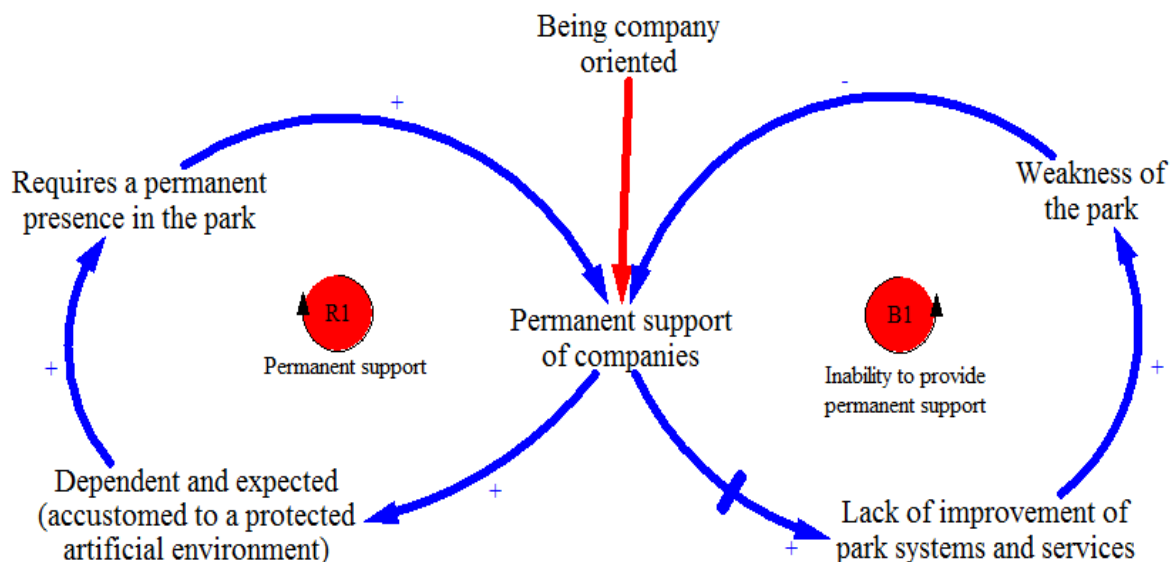 Being company
oriented
+
-
Requires a permanent
presence in the park
Weakness of
the park
R1
Permanent support
Permanent support
of companies
B1
Inability to provide
permanent support
+
+
Dependent and expected
(accustomed to a protected
artificial environment)
+
Lack of improvement of
park systems and services
+